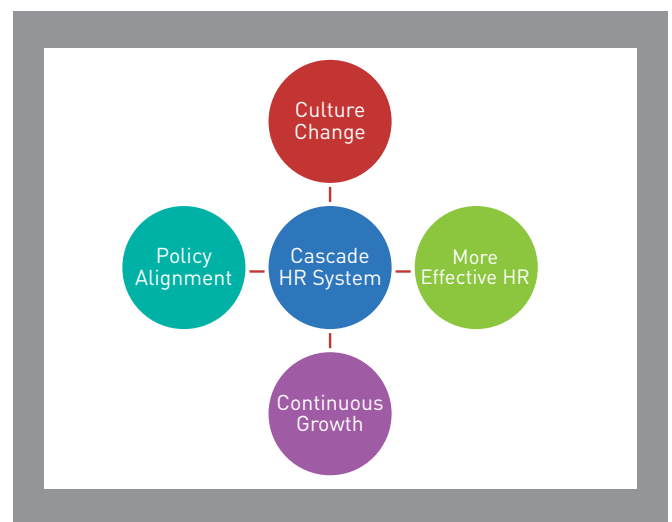 Culture
Change
Policy
Alignment
Cascade
HR System
More
Effective HR
Continuous
Growth